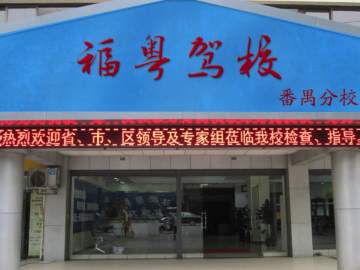 福粤驾校
番禺分校
热烈欢迎省、市、区领导及专家组莅临我校检查、指导